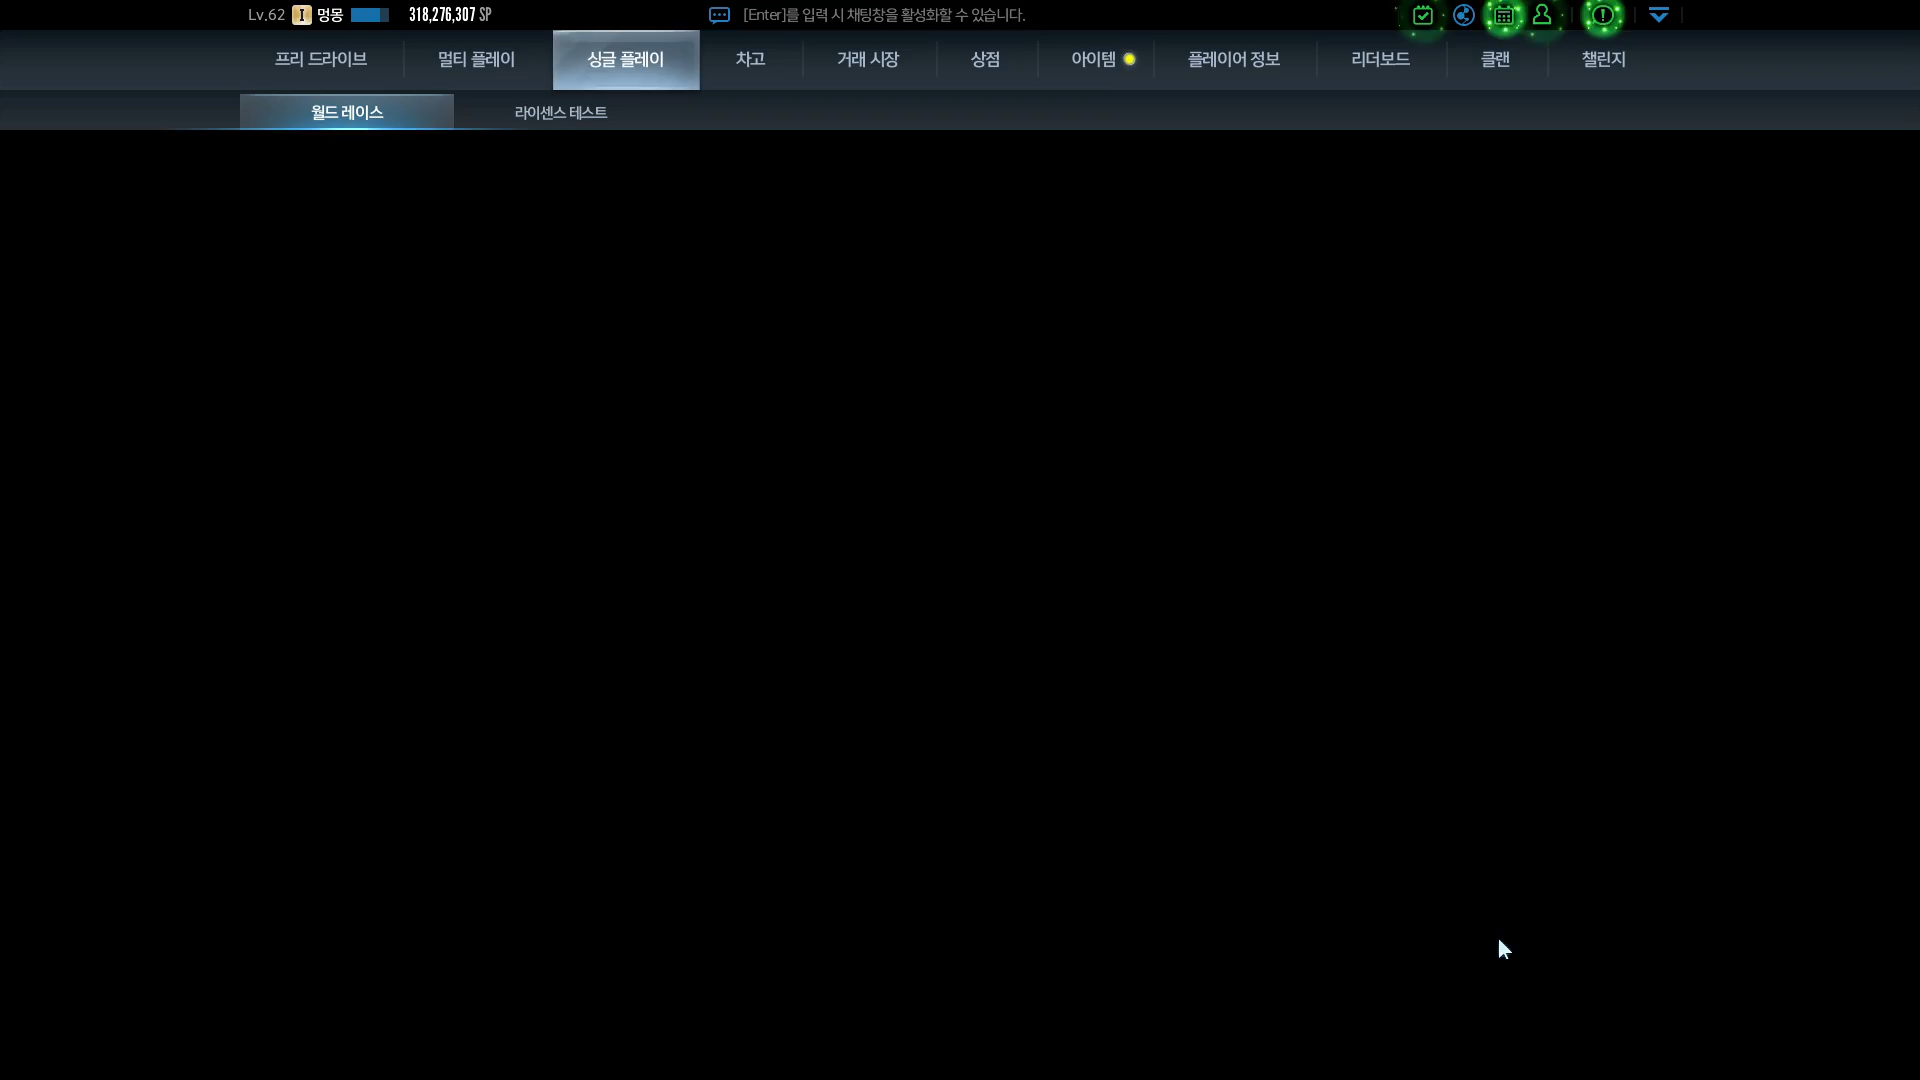 Lv.62 I 멍몽 318,276,307 SP [Enter]를 입력 시 채팅창을 활성화할 수 있습니다.
프리 드라이브 멀티 플레이 싱글 플레이 차고 거래 시장 상점 아이템 플레이어 정보 리더보드 클랜 챌린지
월드 레이스 라이센스 테스트